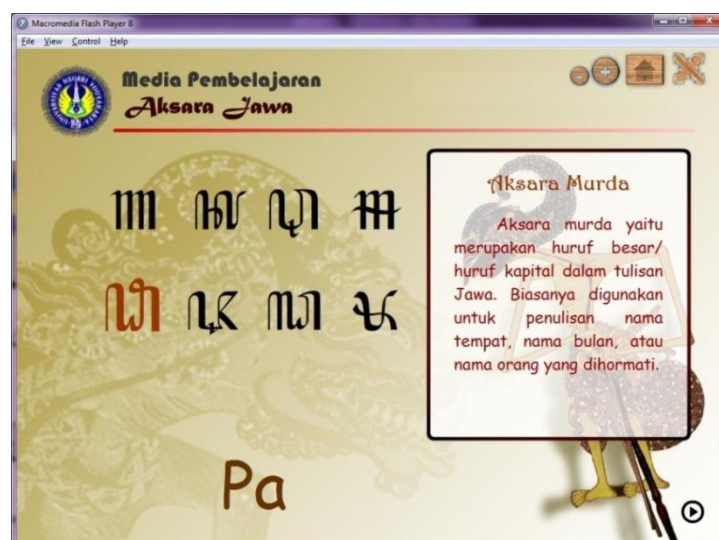 Macromedia Flash Player 8
File View Control Help
Media Pembelajaran
Aksara Jawa
ꦟ ꦑ ꦡ ꦯ
ꦦ ꦘ ꦓ ꦨ
Pa
Aksara Murda
Aksara murda yaitu
merupakan huruf besar/
huruf kapital dalam tulisan
Jawa. Biasanya digunakan
untuk penulisan nama
tempat, nama bulan, atau
nama orang yang dihormati.